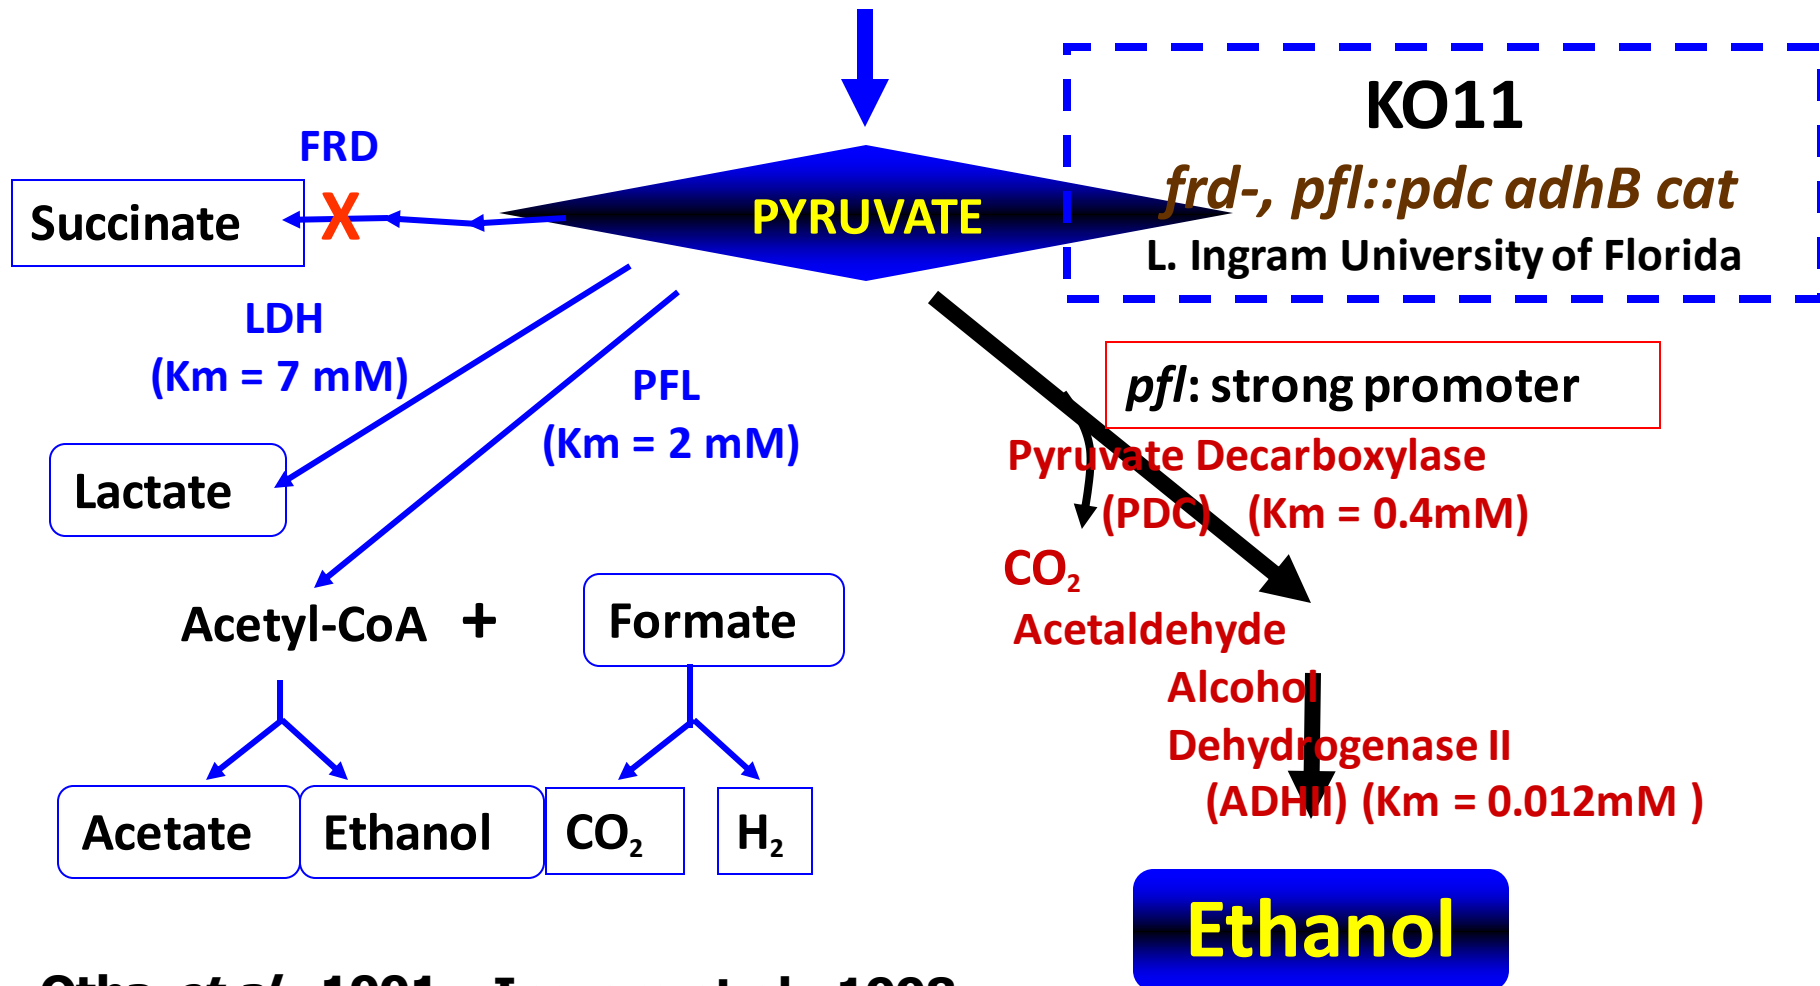 KO11
frd-, pfl::pdc adhB cat
L. Ingram University of Florida
FRD
X
Succinate
PYRUVATE
LDH
(Km = 7 mM)
PFL
(Km = 2 mM)
pfl: strong promoter
Pyruvate Decarboxylase
(PDC) (Km = 0.4mM)
Lactate
CO₂
Acetyl-CoA + Formate
Acetaldehyde
Alcohol
Dehydrogenase II
(ADHII) (Km = 0.012mM )
Acetate
Ethanol
CO₂
H₂
Ethanol